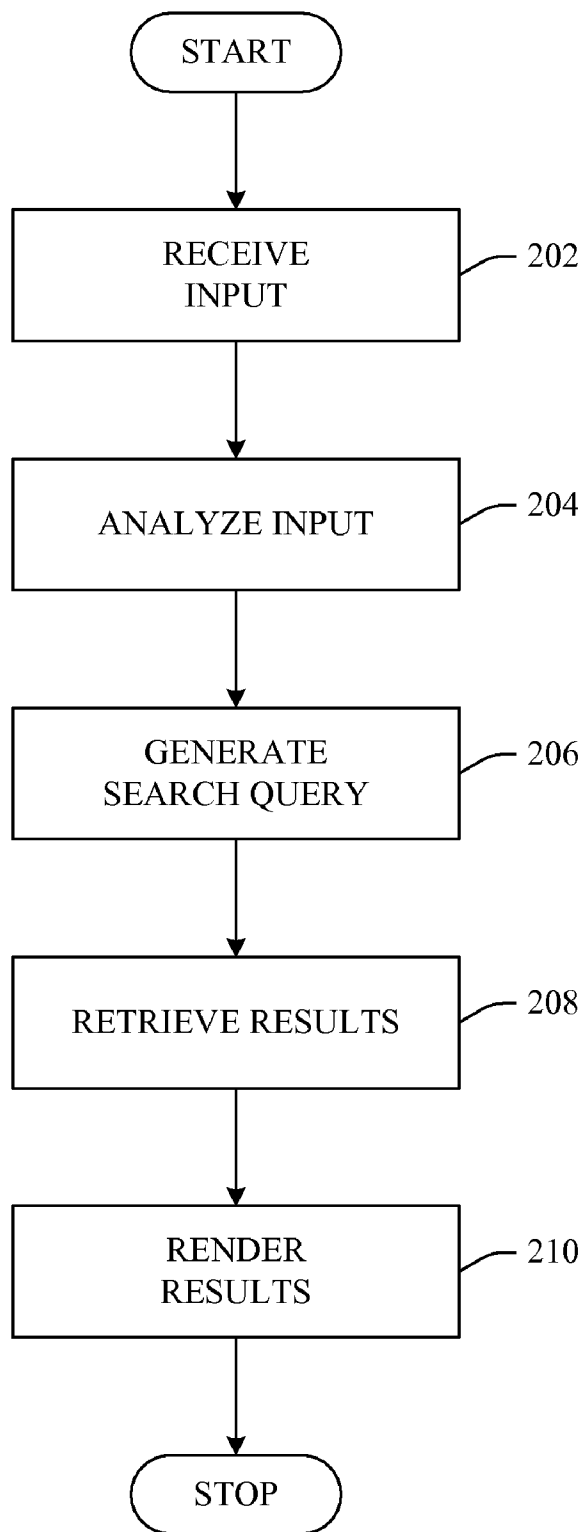 START
RECEIVE
INPUT
202
ANALYZE INPUT
204
GENERATE
SEARCH QUERY
206
RETRIEVE RESULTS
208
RENDER
RESULTS
210
STOP